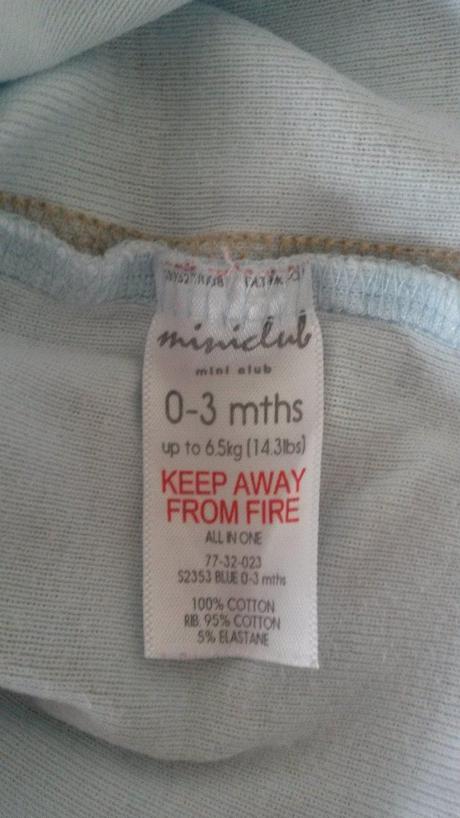 miniclub
mini club
0-3 mths
up to 6.5kg (14.3lbs)
KEEP AWAY
FROM FIRE
ALL IN ONE
77-32-023
S2353 BLUE 0-3 mths
100% COTTON
RIB. 95% COTTON
5% ELASTANE